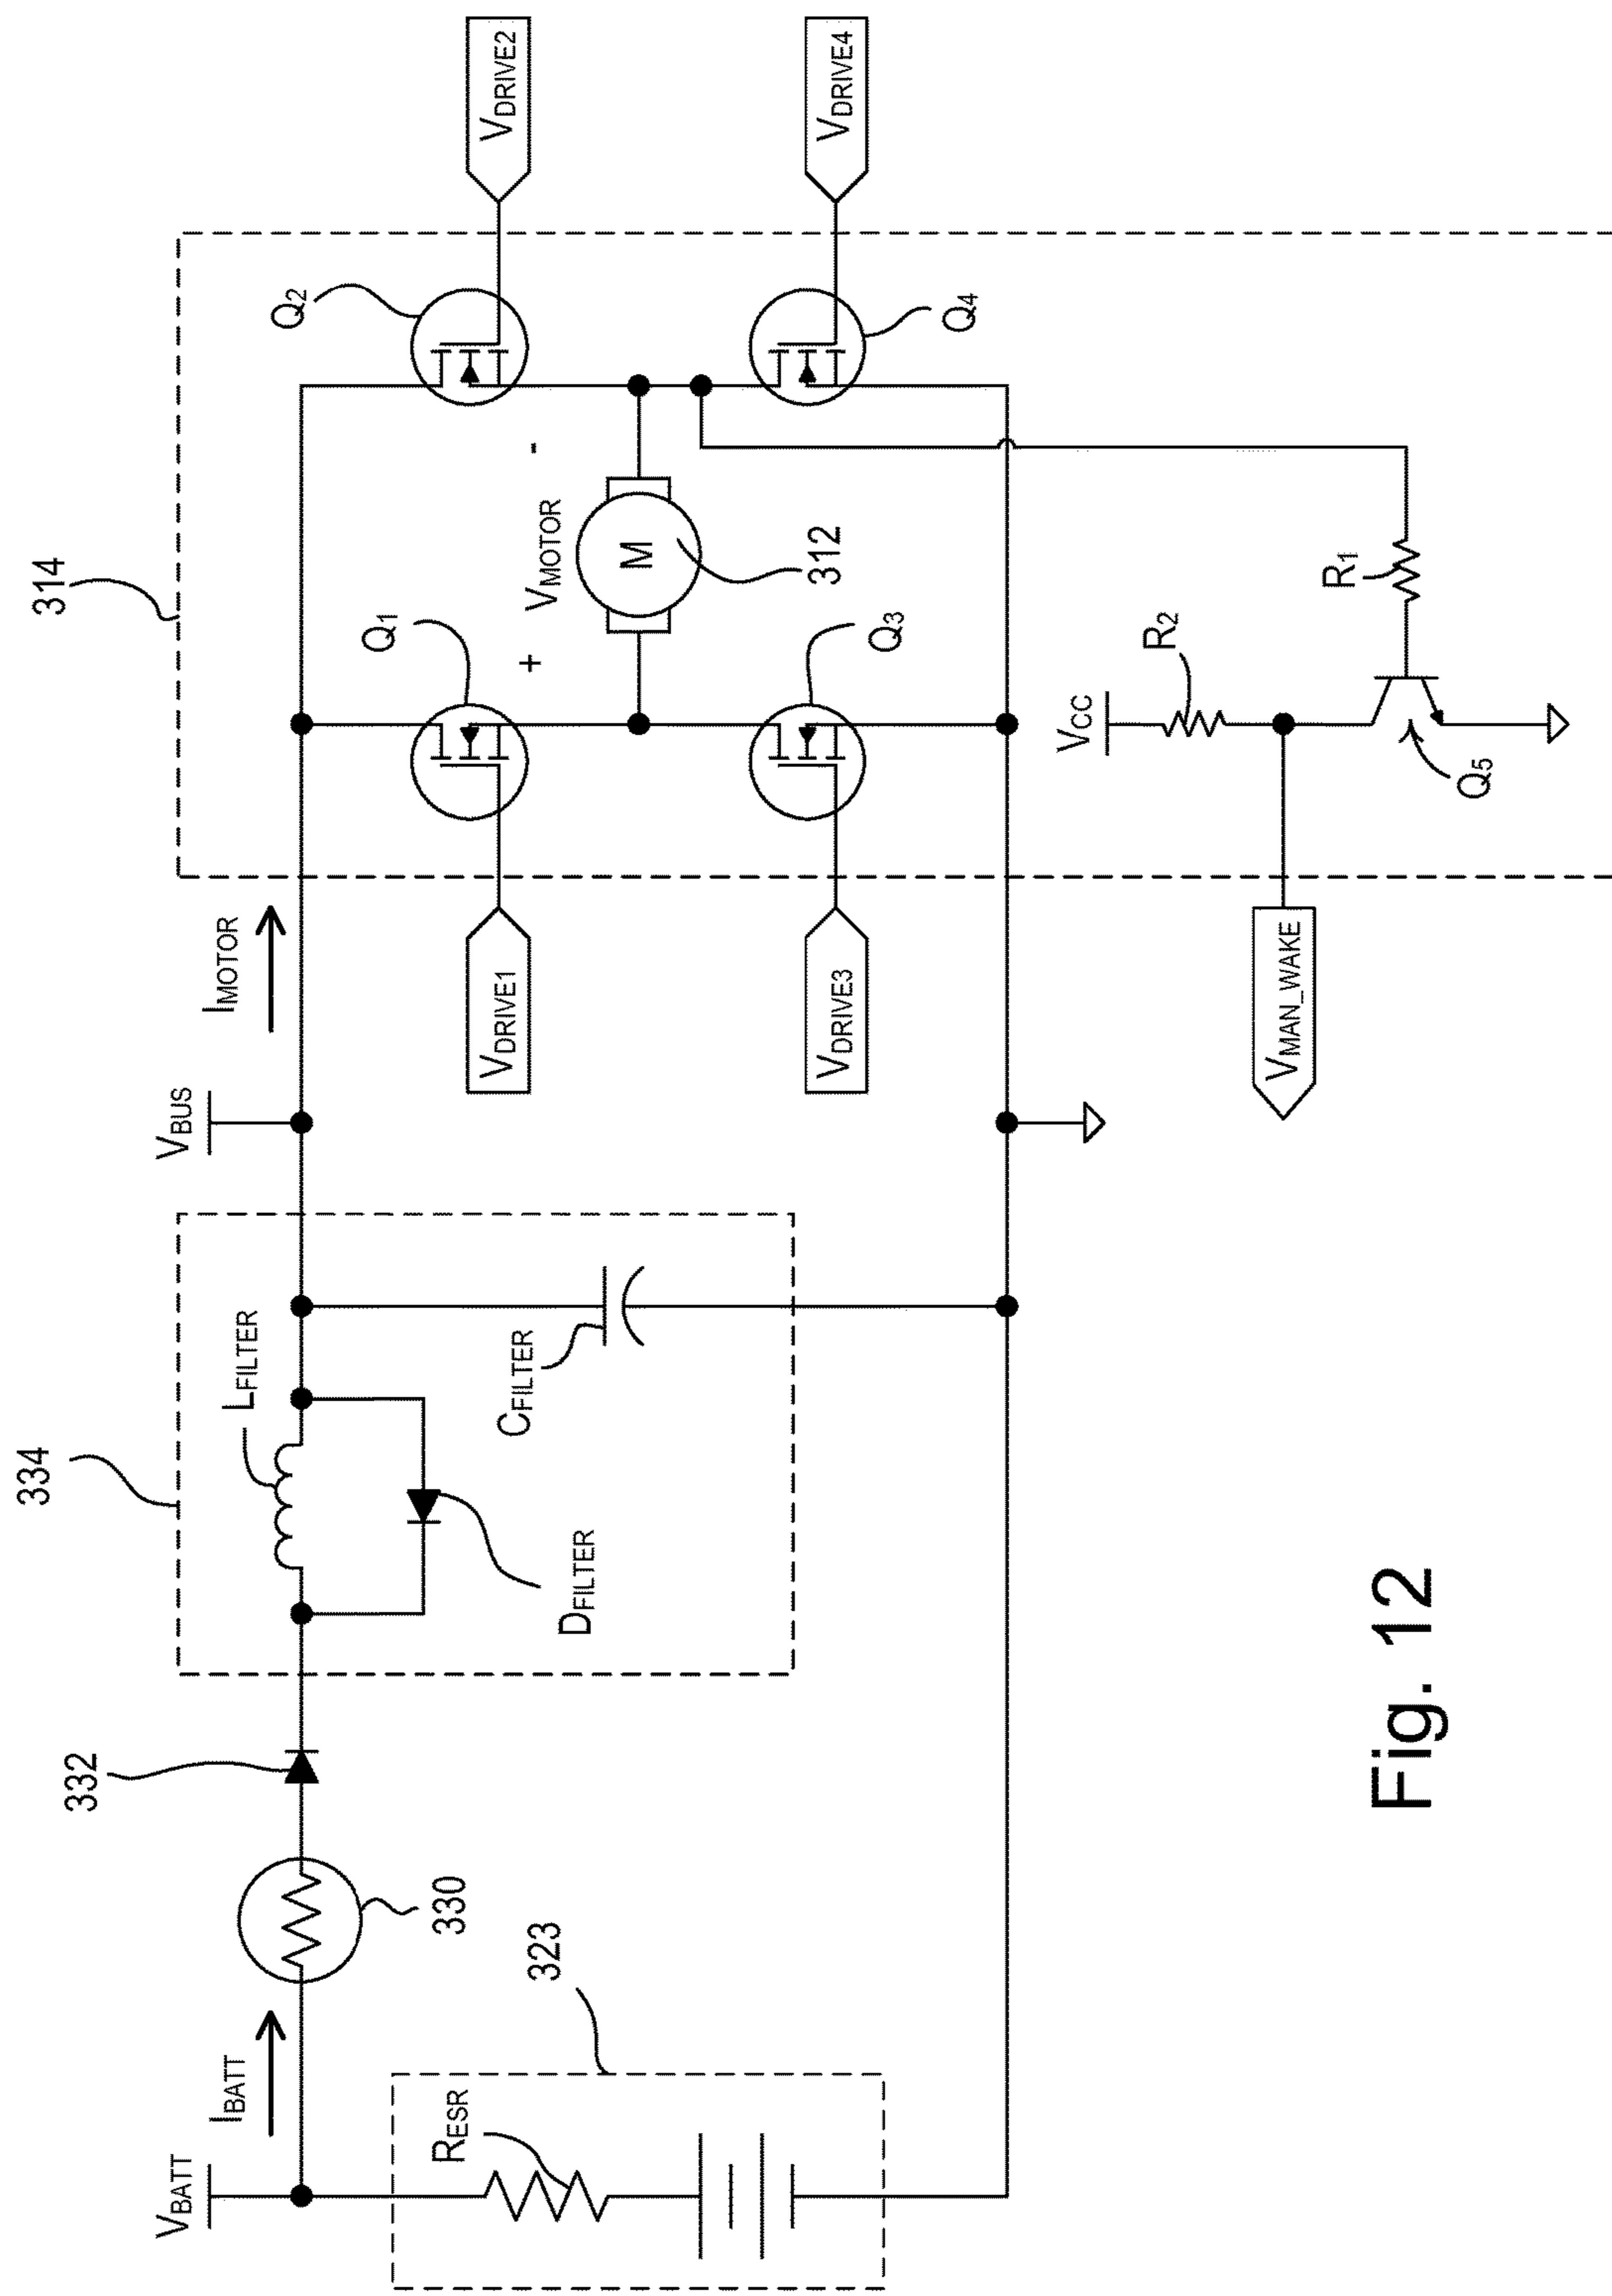 314
334
332
330
323
312
VBATT
IBATT
RESR
LFILTER
DFILTER
CFILTER
VBUS
IMOTOR
VDRIVE1
VDRIVE3
Q1
Q3
+
VMOTOR
-
M
Q2
Q4
VDRIVE2
VDRIVE4
VCC
R2
R1
Q5
VMAN_WAKE
Fig. 12